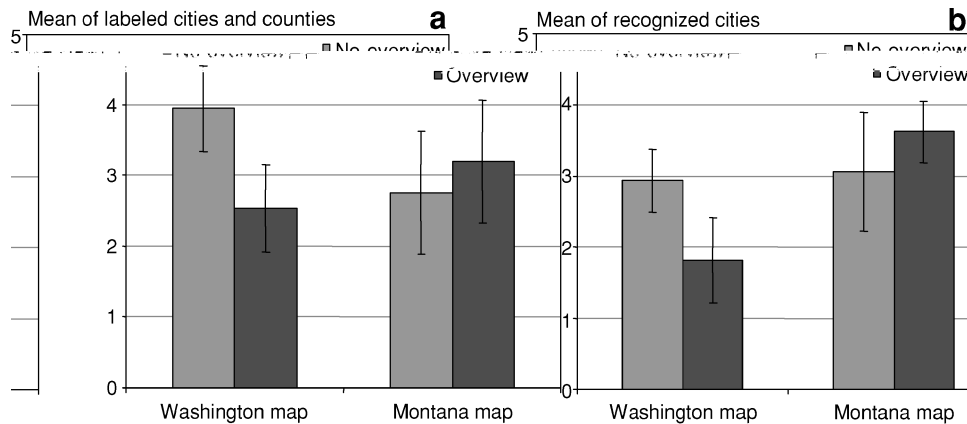 Mean of labeled cities and counties
a
5
No overview
Overview
4
3
2
1
0
Washington map
Montana map
Mean of recognized cities
b
5
No overview
Overview
4
3
2
1
0
Washington map
Montana map